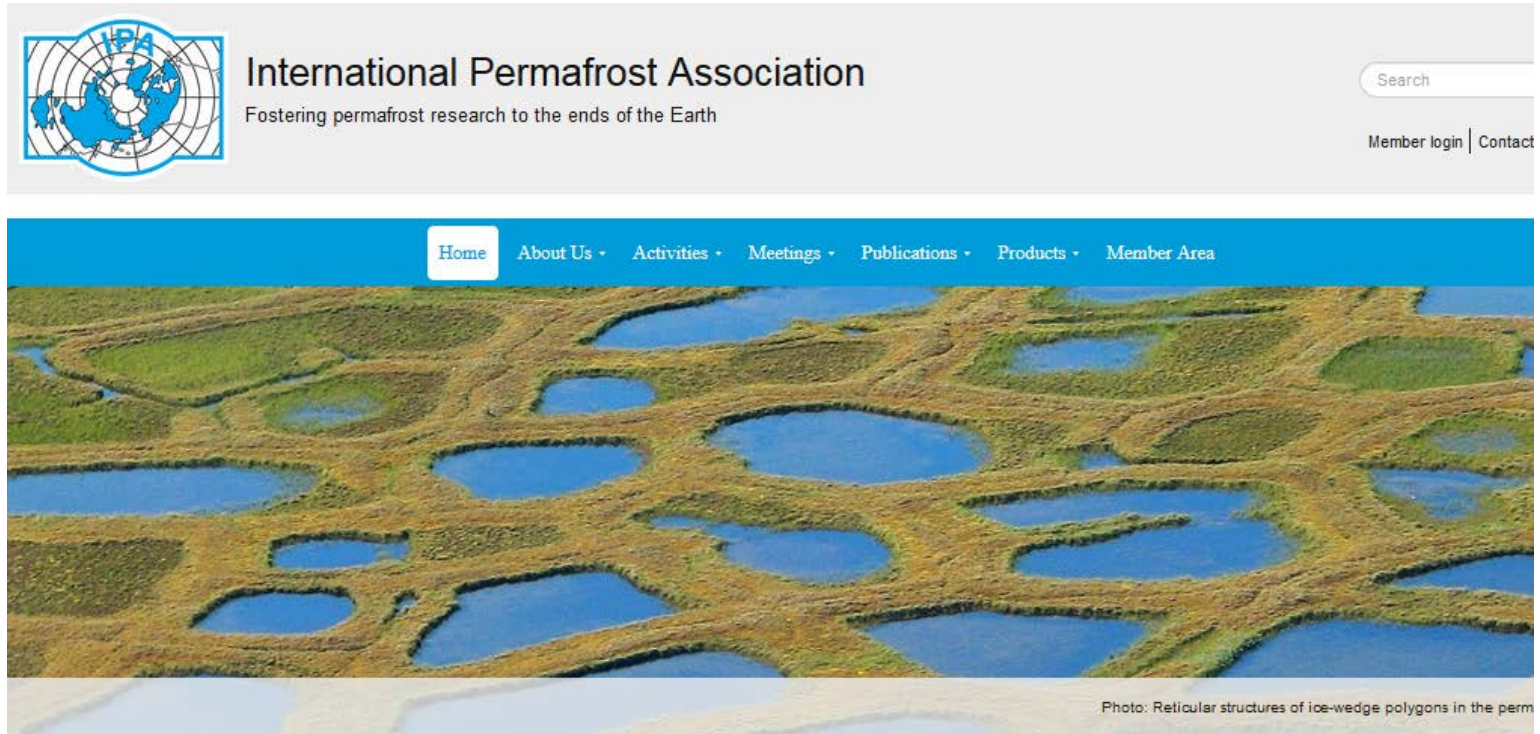 IPA
International Permafrost Association
Fostering permafrost research to the ends of the Earth
Search
Member login | Contact
Home About Us Activities Meetings Publications Products Member Area
Photo: Reticular structures of ice-wedge polygons in the perm